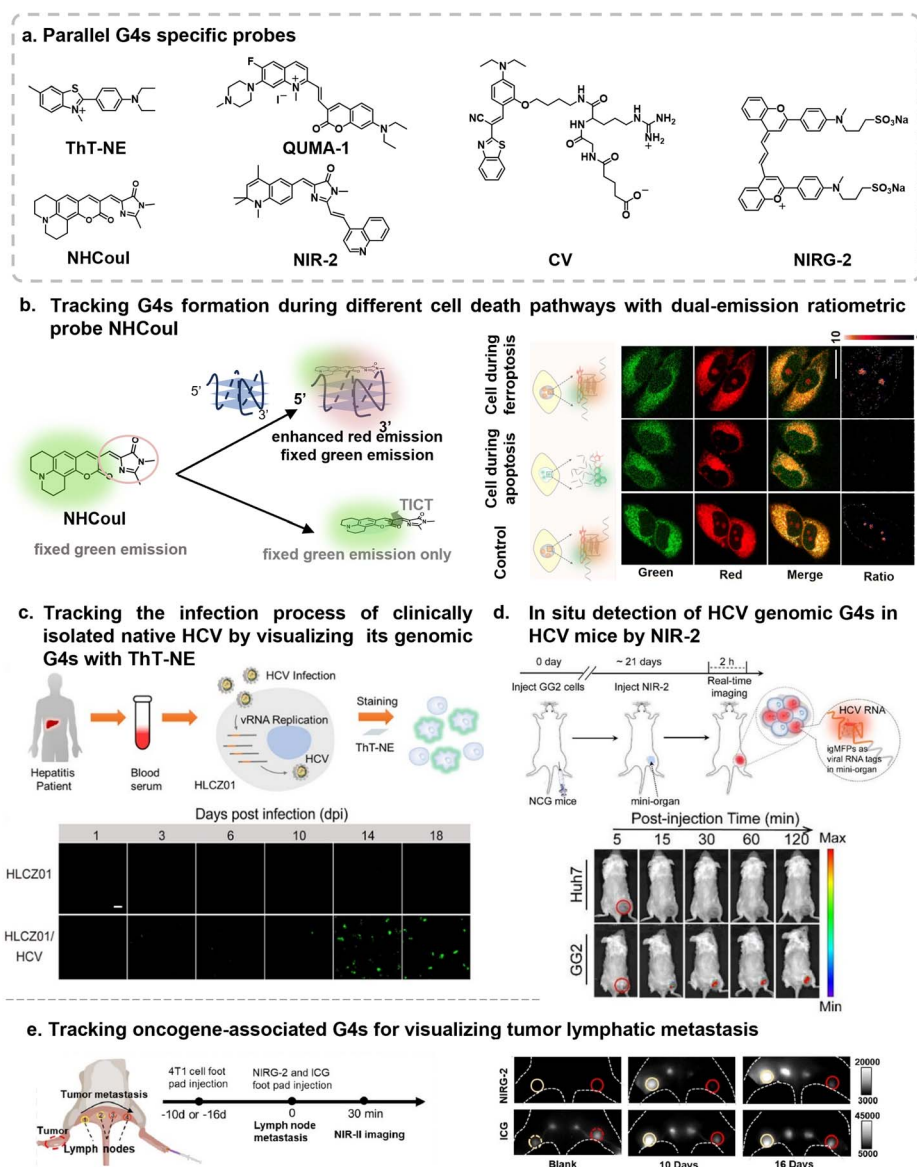 a. Parallel G4s specific probes
ThT-NE
QUMA-1
CV
NIRG-2
NHCouI
NIR-2
b. Tracking G4s formation during different cell death pathways with dual-emission ratiometric
probe NHCouI
5'
3'
5'
3'
enhanced red emission
fixed green emission
NHCouI
fixed green emission
TICT
fixed green emission only
Cell during
ferroptosis
Cell during
apoptosis
Control
10
Green
Red
Merge
Ratio
c. Tracking the infection process of clinically
isolated native HCV by visualizing its genomic
G4s with ThT-NE
Hepatitis
Patient
Blood
serum
HCV Infection
vRNA Replication
HCV
HLCZ01
Staining
ThT-NE
Days post infection (dpi)
1 3 6 10 14 18
HLCZ01
HLCZ01/
HCV
d. In situ detection of HCV genomic G4s in
HCV mice by NIR-2
0 day
~ 21 days
2 h
Inject GG2 cells
Inject NIR-2
Real-time
imaging
NCG mice
mini-organ
HCV RNA
igMFPs as
viral RNA tags
in mini-organ
Post-injection Time (min)
5 15 30 60 120
Max
Huh7
GG2
Min
e. Tracking oncogene-associated G4s for visualizing tumor lymphatic metastasis
Tumor metastasis
Tumor
Lymph nodes
4T1 cell foot
pad injection
NIRG-2 and ICG
foot pad injection
-10d or -16d
0
30 min
Lymph node
metastasis
NIR-II imaging
NIRG-2
ICG
20000
3000
45000
5000
Blank
10 Days
16 Days